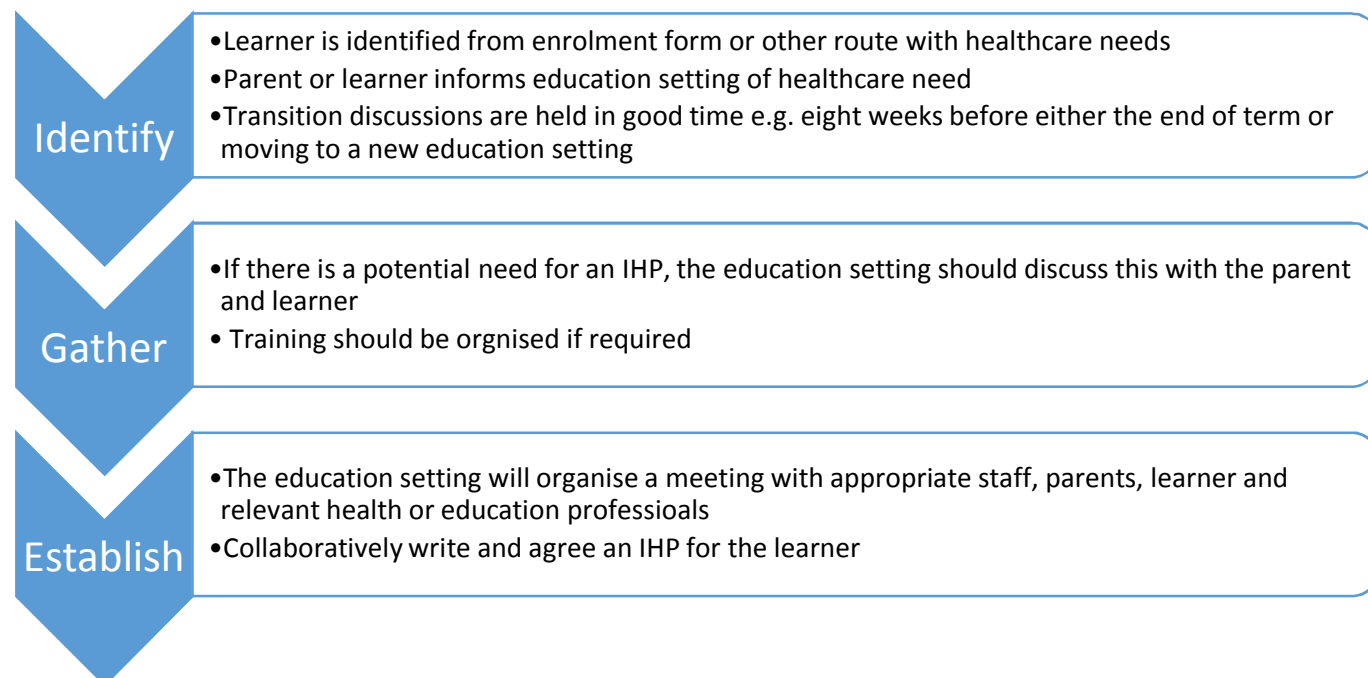 Identify
•Learner is identified from enrolment form or other route with healthcare needs
•Parent or learner informs education setting of healthcare need
•Transition discussions are held in good time e.g. eight weeks before either the end of term or
moving to a new education setting
Gather
•If there is a potential need for an IHP, the education setting should discuss this with the parent
and learner
• Training should be orgnised if required
Establish
•The education setting will organise a meeting with appropriate staff, parents, learner and
relevant health or education professioals
•Collaboratively write and agree an IHP for the learner